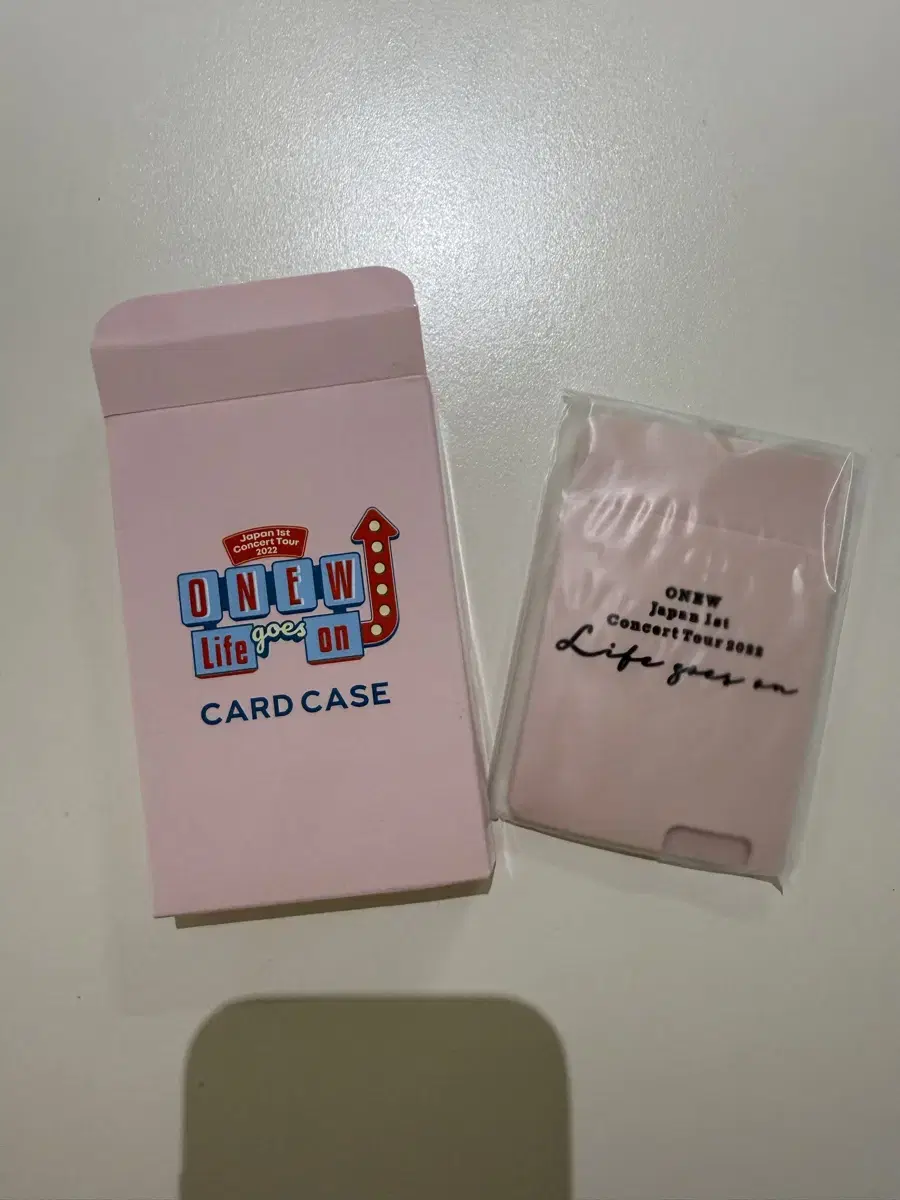 Japan 1st
Concert Tour
2022
ONEW
Life goes on
CARD CASE
ONEW
Japan 1st
Concert Tour 2022
Life goes on